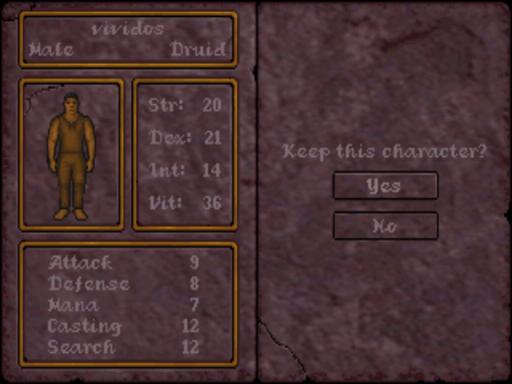 vividos
Male Druid
Str: 20
Dex: 21
Int: 14
Vit: 36
Attack 9
Defense 8
Mana 7
Casting 12
Search 12
Keep this character?
Yes
No